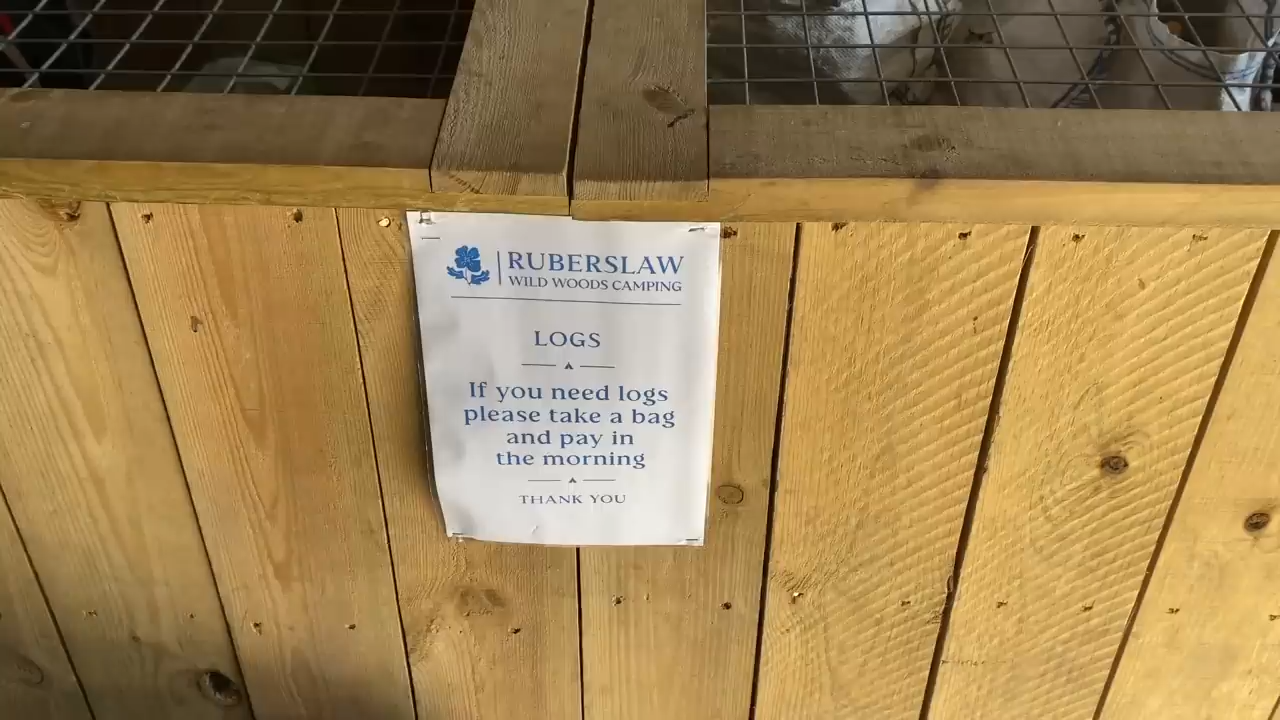 RUBERSLAW
WILD WOODS CAMPING
LOGS
If you need logs
please take a bag
and pay in
the morning
THANK YOU